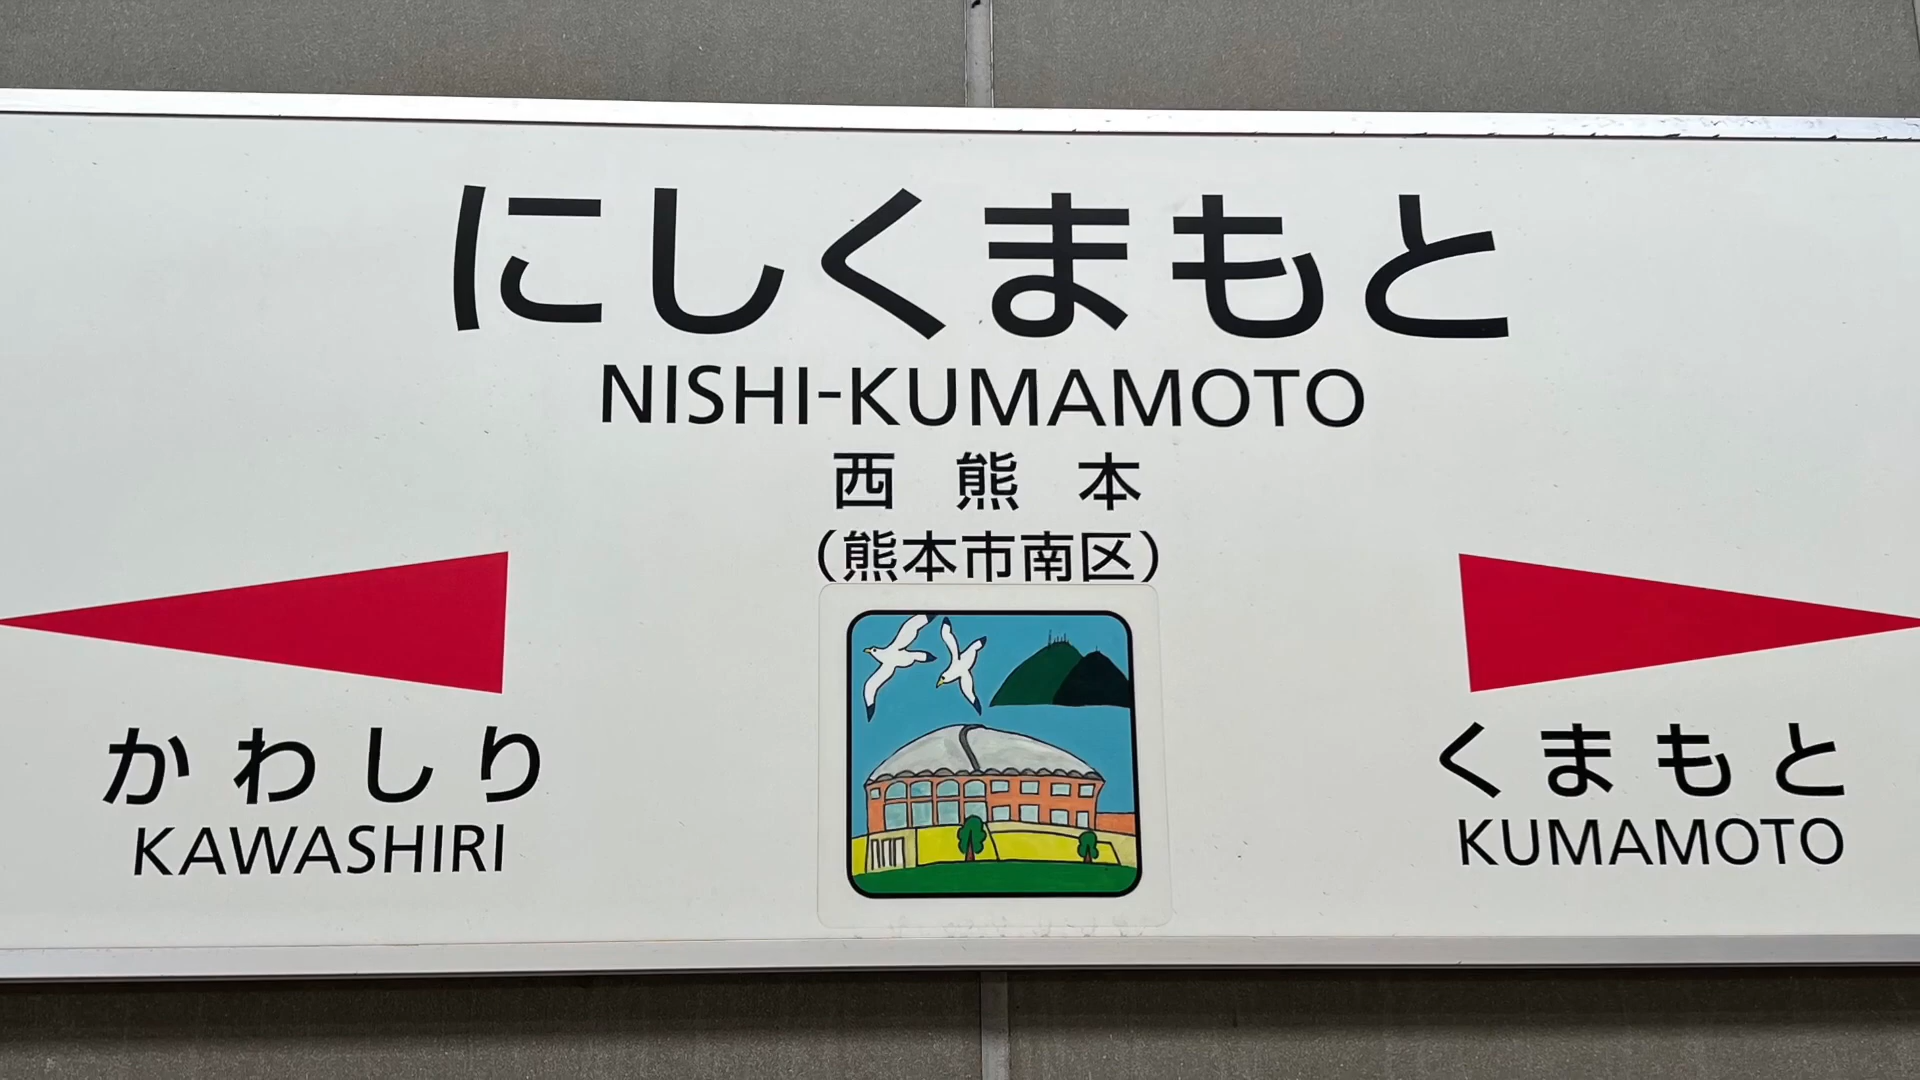 にしくまもと
NISHI-KUMAMOTO
西熊本
（熊本市南区）
かわしり
KAWASHIRI
くまもと
KUMAMOTO